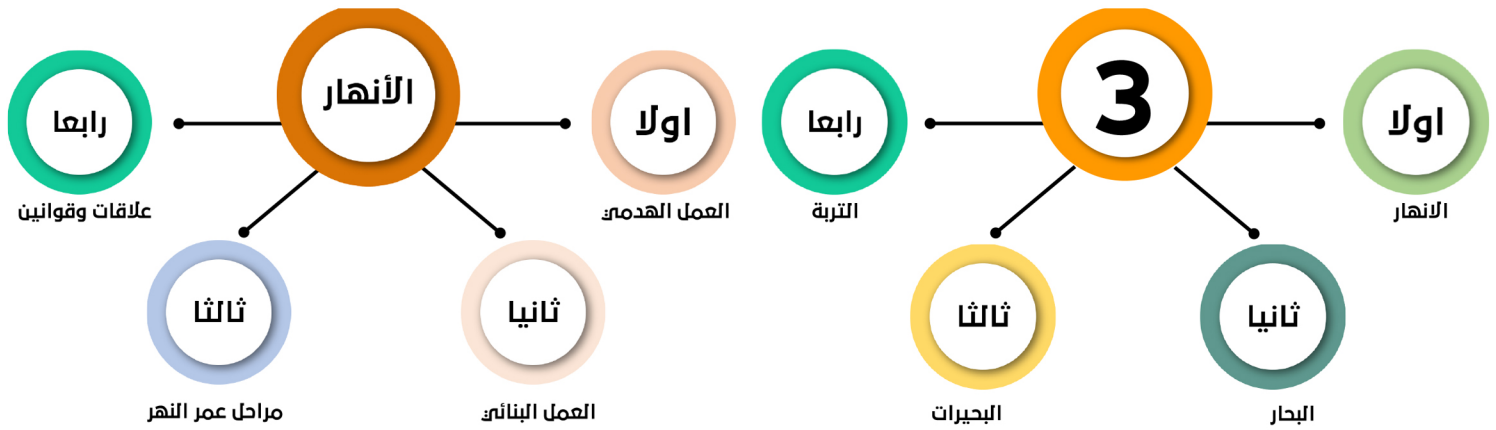 3
اولا
الانهار
ثانيا
البحار
ثالثا
البحيرات
رابعا
التربة
الأنهار
اولا
العمل الهدمي
ثانيا
العمل البنائي
ثالثا
مراحل عمر النهر
رابعا
علاقات وقوانين